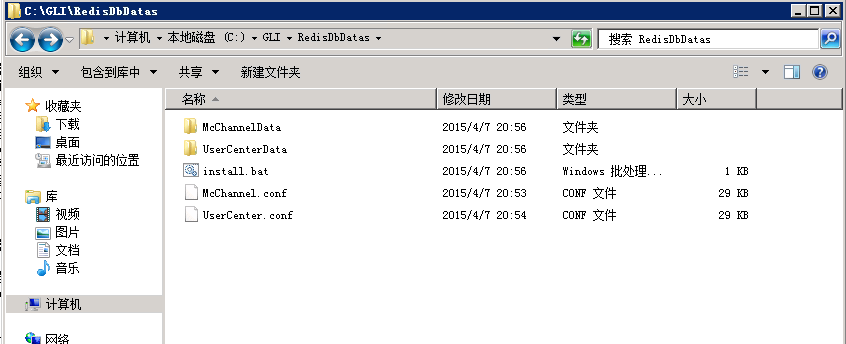 C:\GLI\RedisDbDatas
计算机 本地磁盘 (C:) GLI RedisDbDatas 搜索 RedisDbDatas
组织 包含到库中 共享 新建文件夹
收藏夹
下载
桌面
最近访问的位置
库
视频
图片
文档
音乐
计算机
网络
名称 修改日期 类型 大小
McChannelData 2015/4/7 20:56 文件夹
UserCenterData 2015/4/7 20:56 文件夹
install.bat 2015/4/7 20:56 Windows 批处理... 1 KB
McChannel.conf 2015/4/7 20:53 CONF 文件 29 KB
UserCenter.conf 2015/4/7 20:54 CONF 文件 29 KB